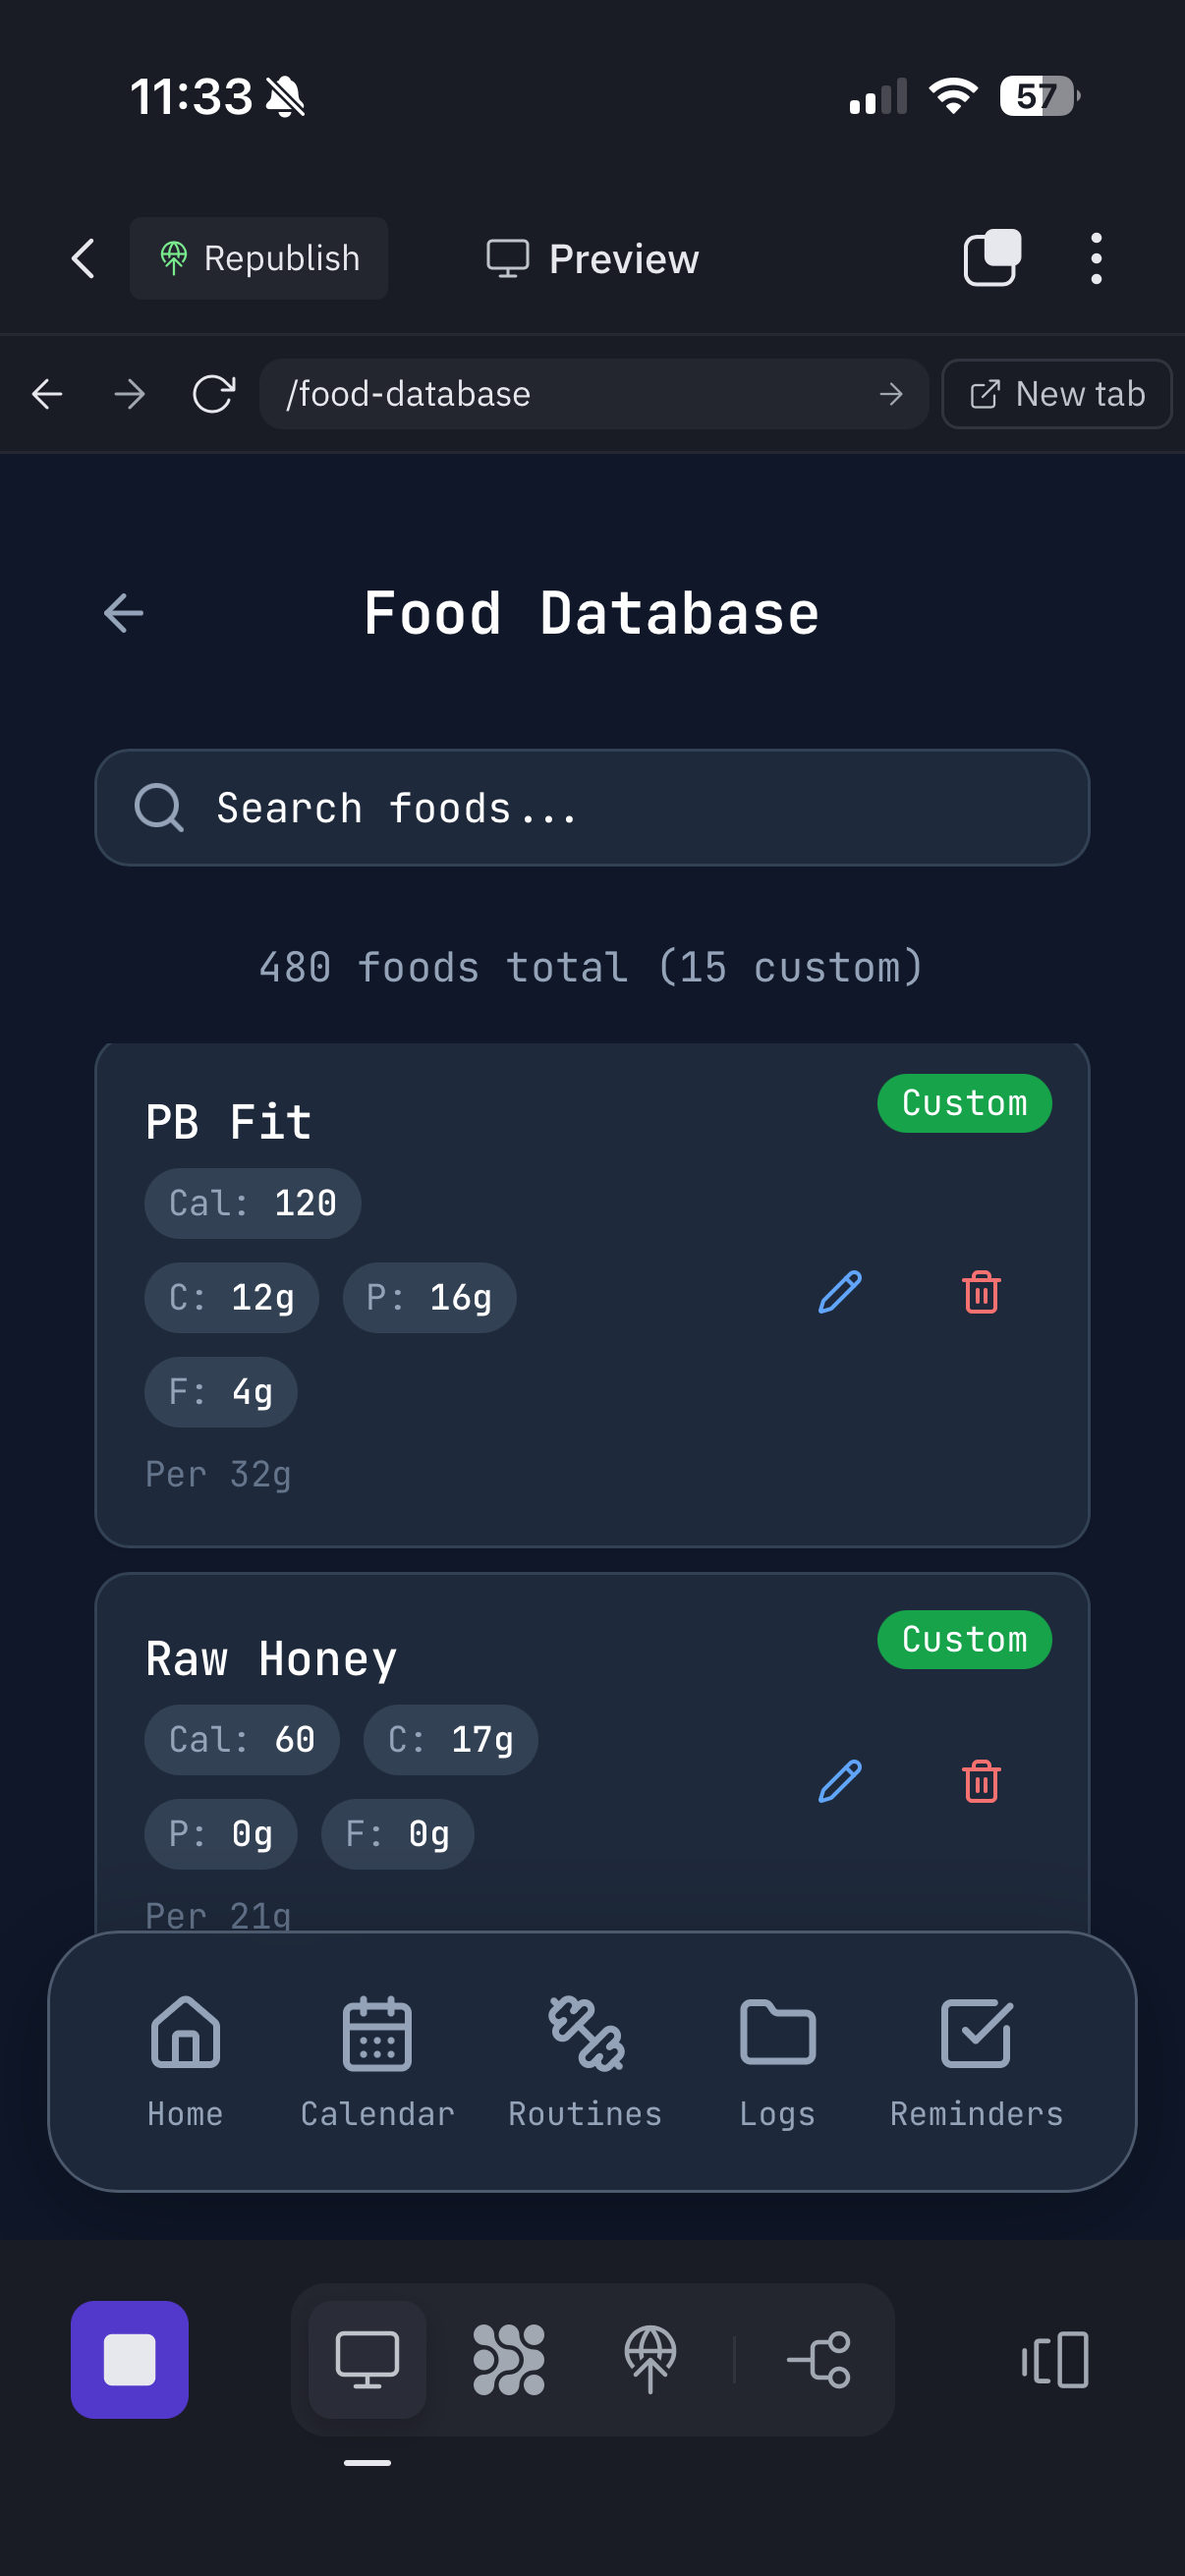 11:33
57
Republish
Preview
/food-database
New tab
Food Database
Search foods...
480 foods total (15 custom)
PB Fit
Custom
Cal: 120
C: 12g P: 16g
F: 4g
Per 32g
Raw Honey
Custom
Cal: 60 C: 17g
P: 0g F: 0g
Per 21g
Home Calendar Routines Logs Reminders